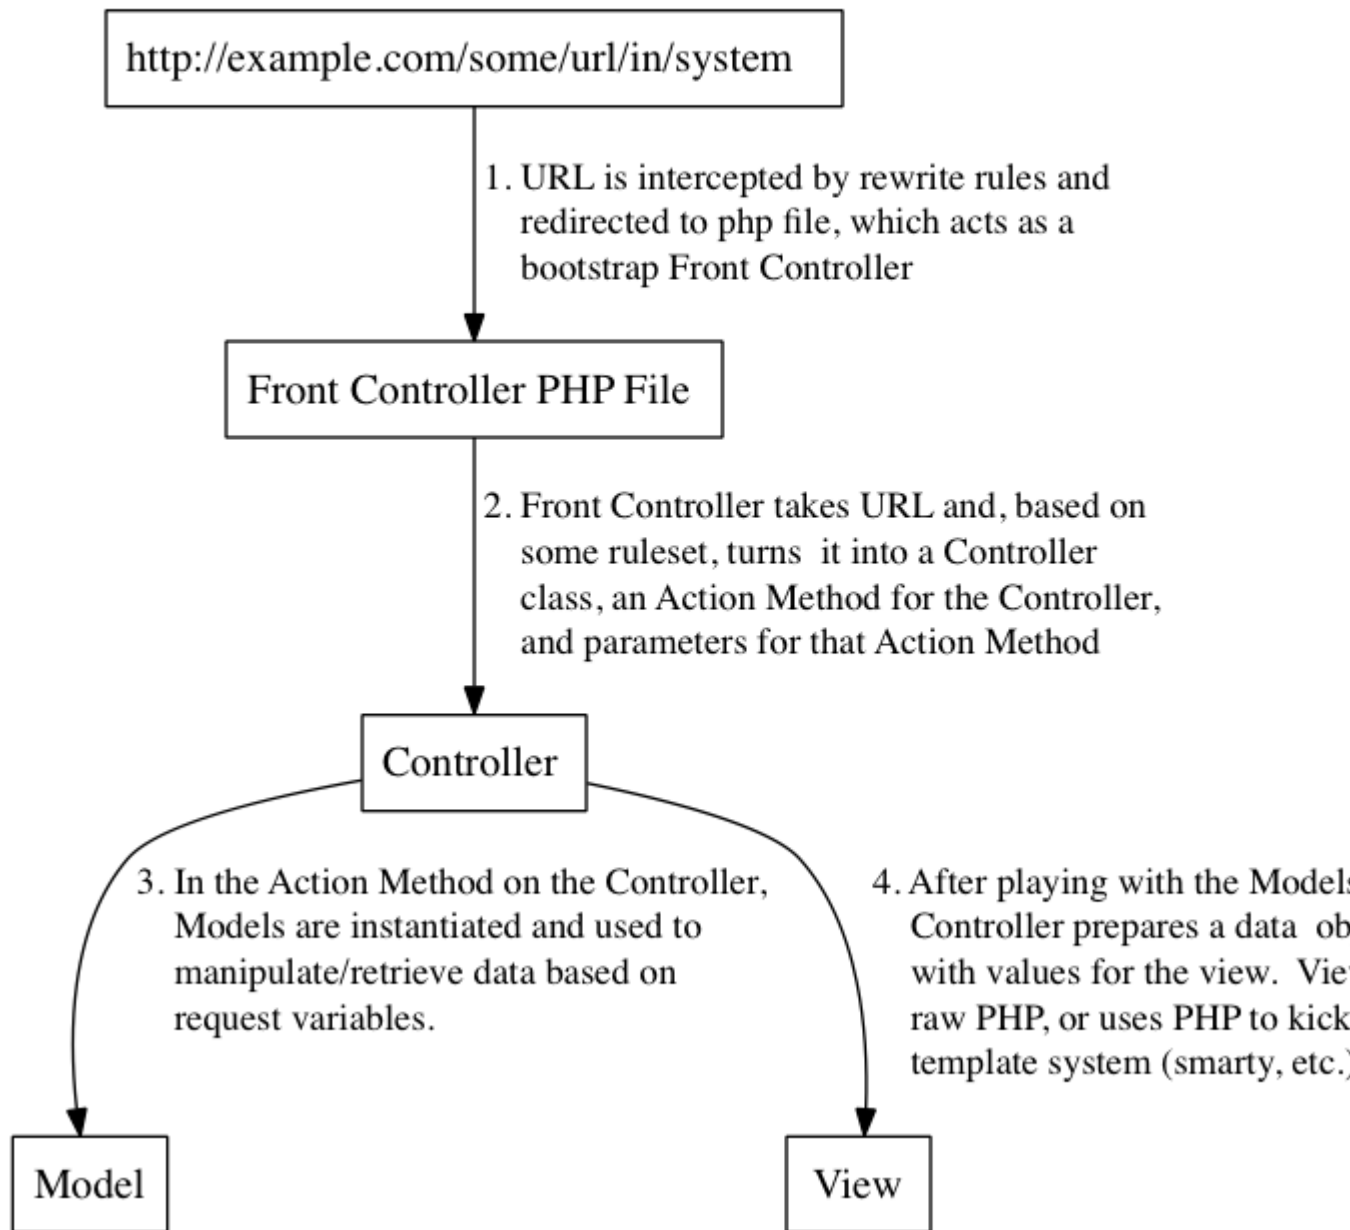 http://example.com/some/url/in/system
1. URL is intercepted by rewrite rules and
redirected to php file, which acts as a
bootstrap Front Controller
Front Controller PHP File
2. Front Controller takes URL and, based on
some ruleset, turns  it into a Controller
class, an Action Method for the Controller,
and parameters for that Action Method
Controller
3. In the Action Method on the Controller,
Models are instantiated and used to
manipulate/retrieve data based on
request variables.
4. After playing with the Models
Controller prepares a data
with values for the view.
raw PHP, or uses PHP to kick
template system (smarty, etc.)
Model
View